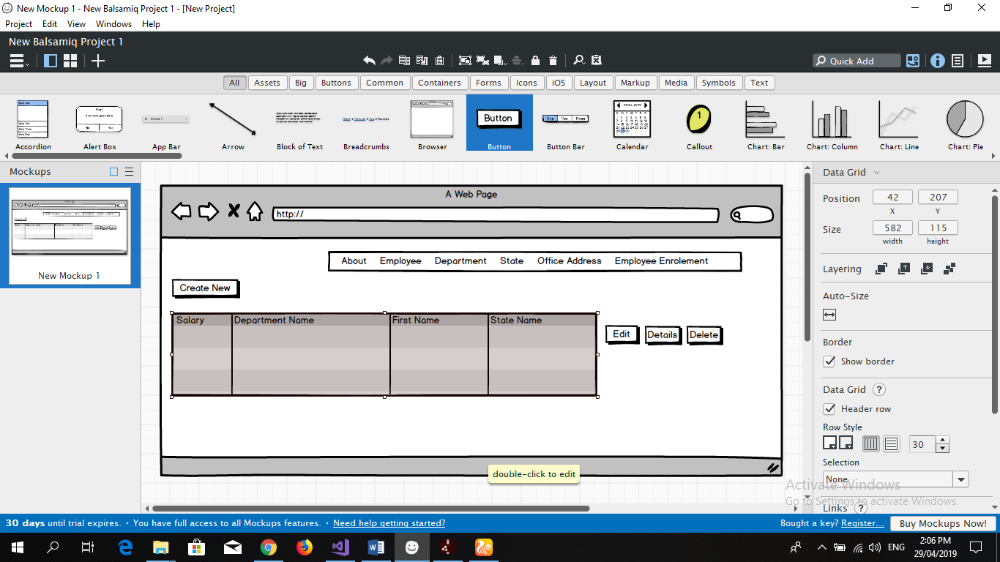 New Mockup 1 - New Balsamiq Project 1 - [New Project]
Project Edit View Windows Help
New Balsamiq Project 1
Quick Add
All Assets Big Buttons Common Containers Forms Icons iOS Layout Markup Media Symbols Text
Button
One Two Three
APRIL 2014
1
Accordion Alert Box App Bar Arrow Block of Text Breadcrumbs Browser Button Button Bar Calendar Callout Chart: Bar Chart: Column Chart: Line Chart: Pie
Mockups
New Mockup 1
A Web Page
http://
About Employee Department State Office Address Employee Enrolement
Create New
Salary Department Name First Name State Name
Edit Details Delete
double-click to edit
Data Grid
Position 42 207
X Y
Size 582 115
width height
Layering
Auto-Size
Border
Show border
Data Grid ?
Header row
Row Style
30
Selection
None
Links ?
Activate Windows
Go to Settings to activate Windows.
30 days until trial expires. · You have full access to all Mockups features. · Need help getting started?
Bought a key? Register... Buy Mockups Now!
ENG
2:06 PM
29/04/2019